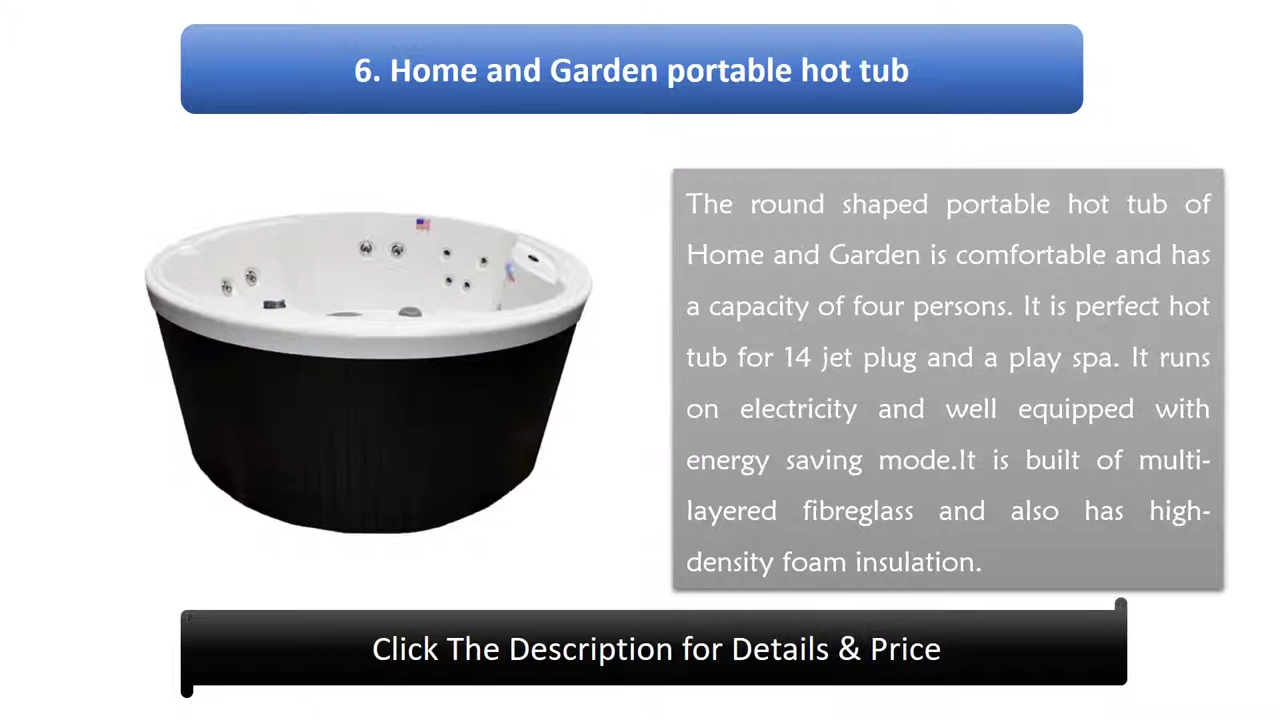 6. Home and Garden portable hot tub
The round shaped portable hot tub of
Home and Garden is comfortable and has
a capacity of four persons. It is perfect hot
tub for 14 jet plug and a play spa. It runs
on electricity and well equipped with
energy saving mode.It is built of multi-
layered fibreglass and also has high-
density foam insulation.
Click The Description for Details & Price